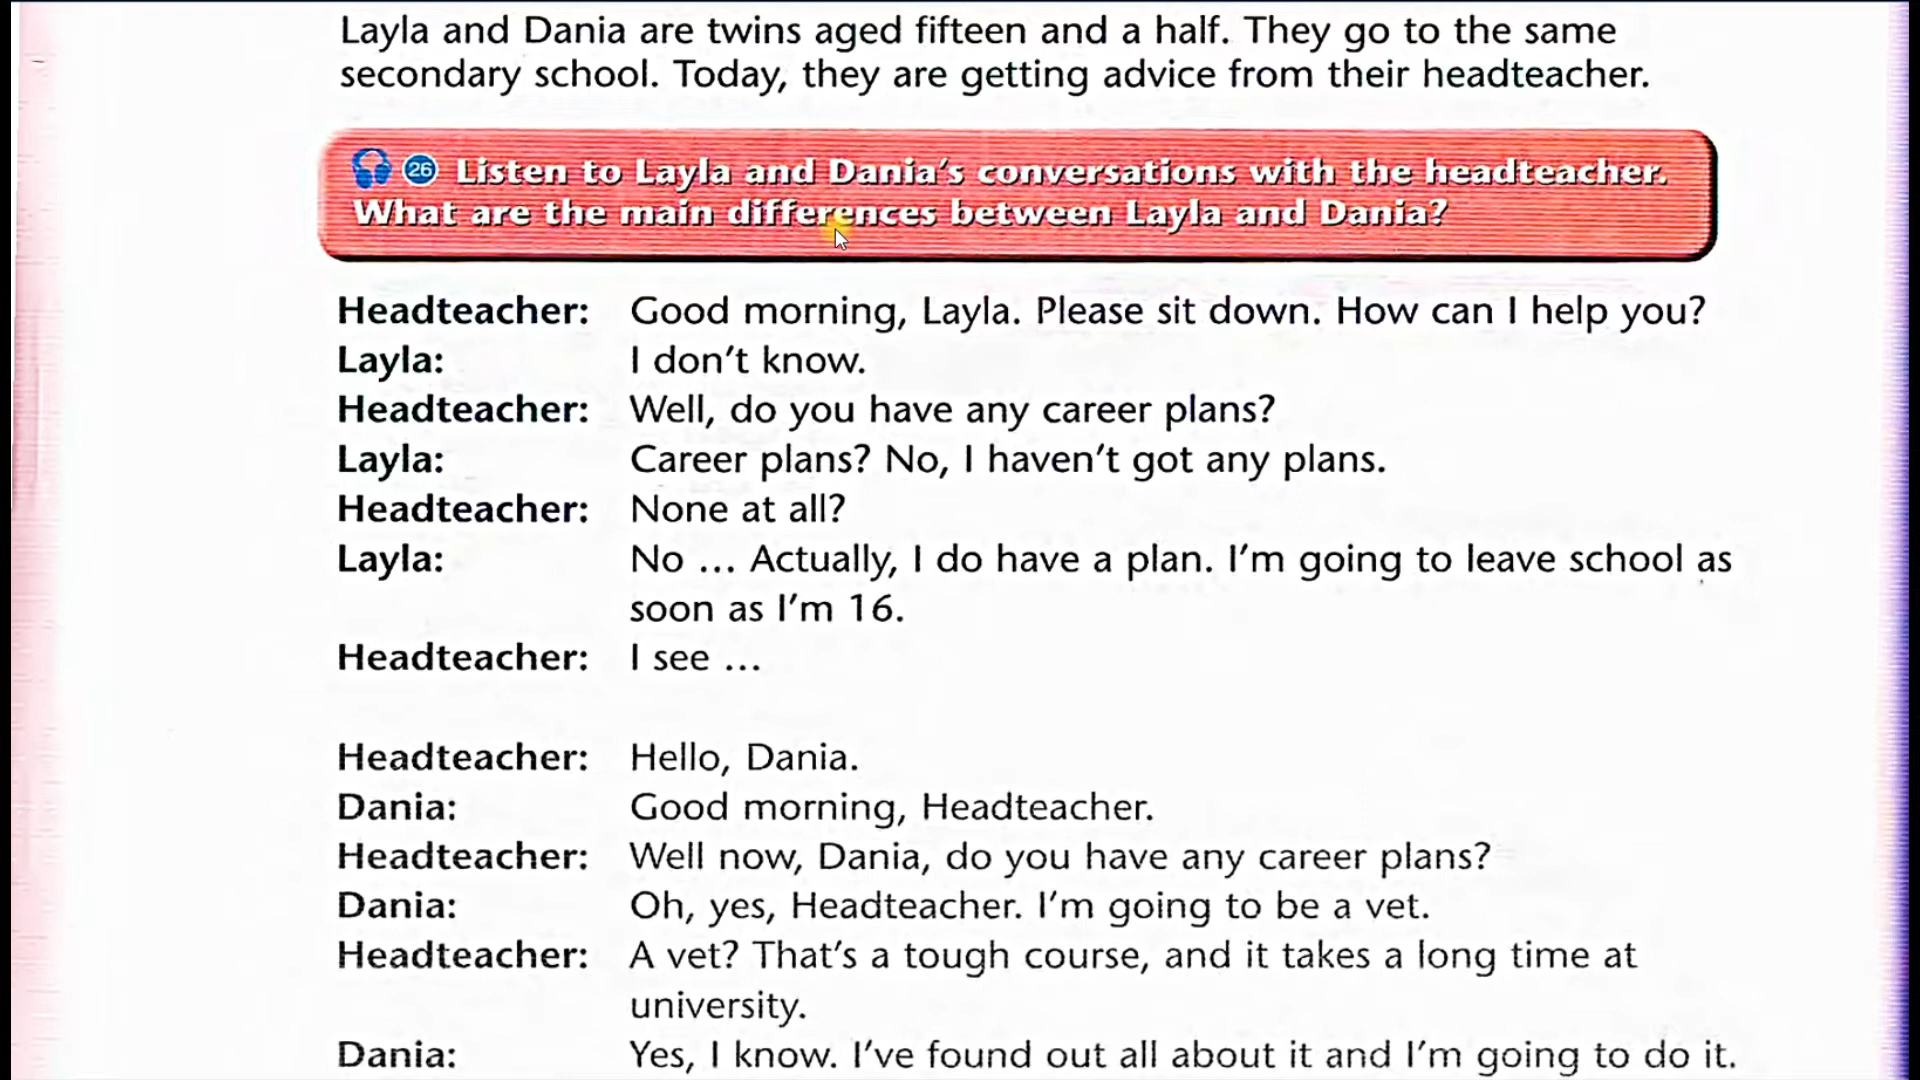 Layla and Dania are twins aged fifteen and a half. They go to the same
secondary school. Today, they are getting advice from their headteacher.
26 Listen to Layla and Dania's conversations with the headteacher.
What are the main differences between Layla and Dania?
Headteacher: Good morning, Layla. Please sit down. How can I help you?
Layla: I don't know.
Headteacher: Well, do you have any career plans?
Layla: Career plans? No, I haven't got any plans.
Headteacher: None at all?
Layla: No ... Actually, I do have a plan. I'm going to leave school as
soon as I'm 16.
Headteacher: I see ...
Headteacher: Hello, Dania.
Dania: Good morning, Headteacher.
Headteacher: Well now, Dania, do you have any career plans?
Dania: Oh, yes, Headteacher. I'm going to be a vet.
Headteacher: A vet? That's a tough course, and it takes a long time at
university.
Dania: Yes, I know. I've found out all about it and I'm going to do it.